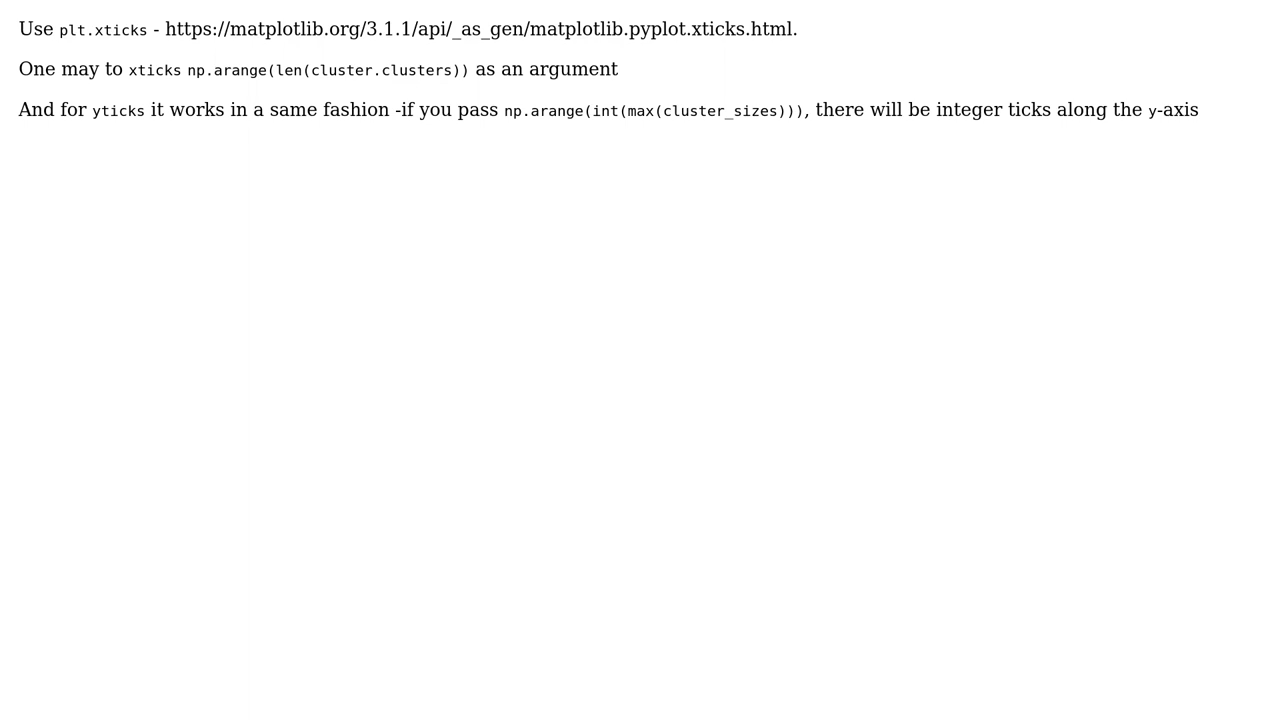 Use plt.xticks - https://matplotlib.org/3.1.1/api/_as_gen/matplotlib.pyplot.xticks.html.
One may to xticks np.arange(len(cluster.clusters)) as an argument
And for yticks it works in a same fashion -if you pass np.arange(int(max(cluster_sizes))), there will be integer ticks along the y-axis